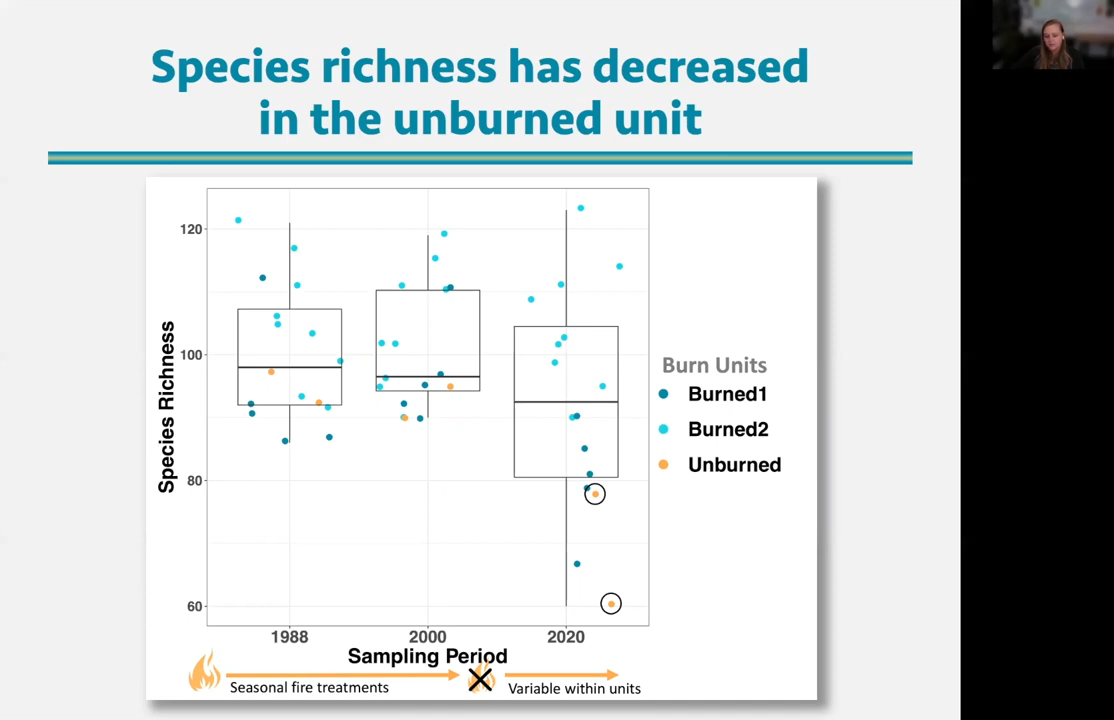 Species richness has decreased
in the unburned unit
Species Richness
120
100
80
60
1988
2000
2020
Sampling Period
Burn Units
Burned1
Burned2
Unburned
Seasonal fire treatments
Variable within units